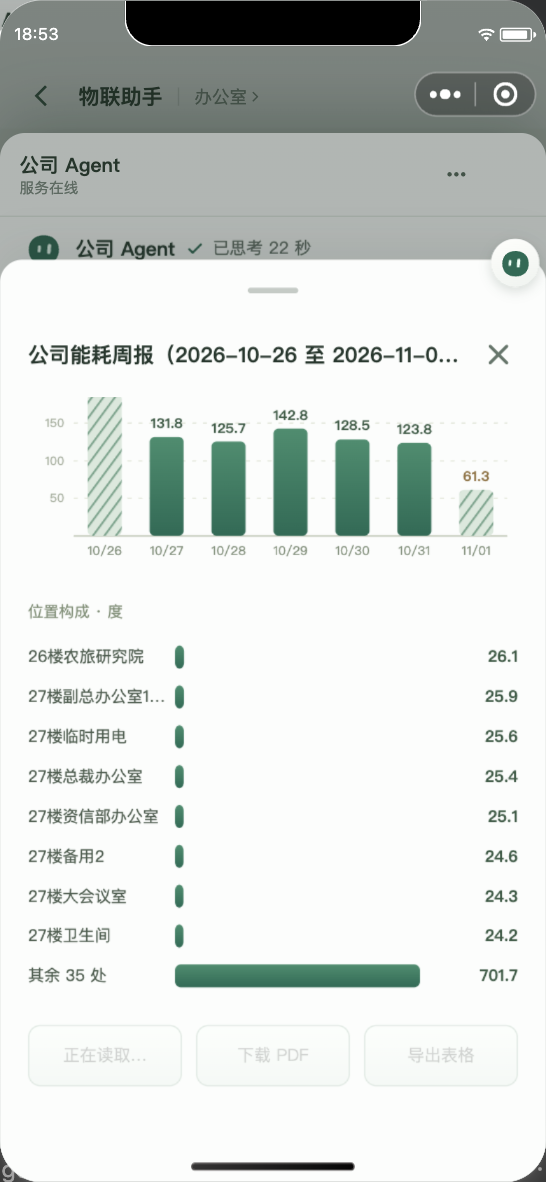 18:53
物联助手 办公室
公司 Agent
服务在线
公司 Agent 已思考 22 秒
公司能耗周报（2026-10-26 至 2026-11-0...
150
100
50
131.8 125.7 142.8 128.5 123.8 61.3
10/26 10/27 10/28 10/29 10/30 10/31 11/01
位置构成 · 度
26楼农旅研究院 26.1
27楼副总办公室1... 25.9
27楼临时用电 25.6
27楼总裁办公室 25.4
27楼资信部办公室 25.1
27楼备用2 24.6
27楼大会议室 24.3
27楼卫生间 24.2
其余 35 处 701.7
正在读取... 下载 PDF 导出表格